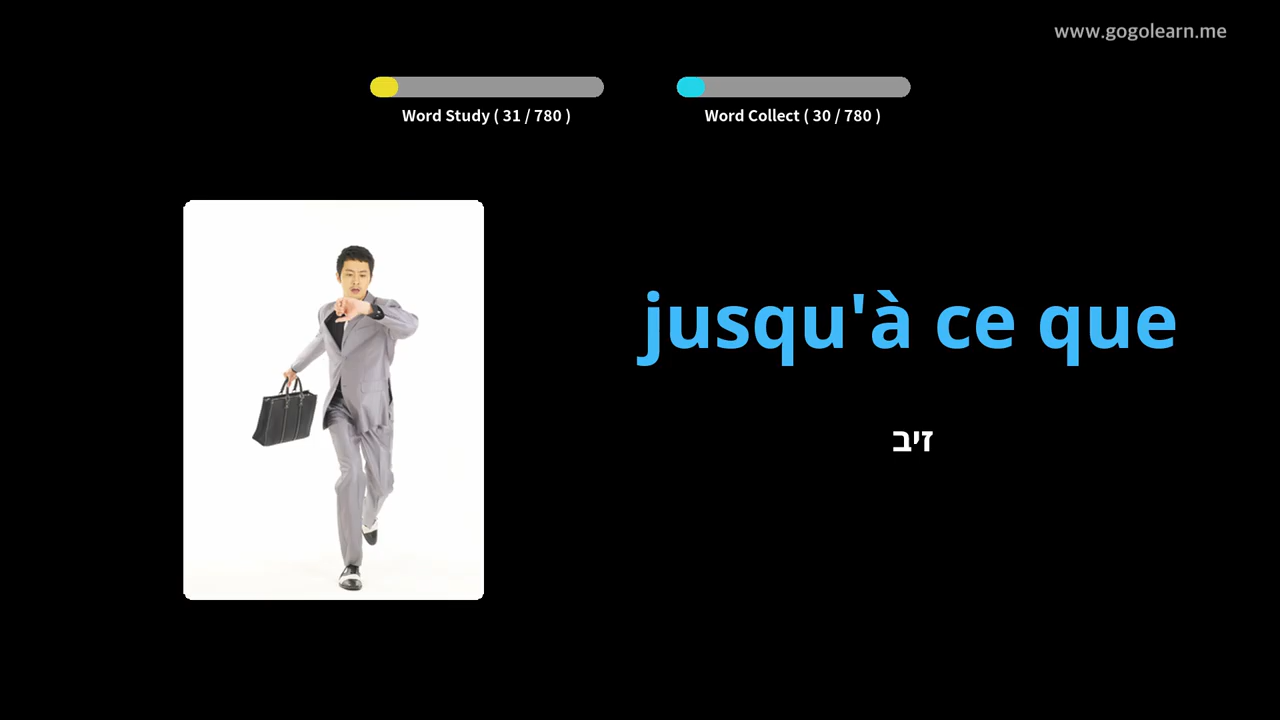 www.gogolearn.me
Word Study ( 31 / 780 )
Word Collect ( 30 / 780 )
jusqu'à ce que
זיב